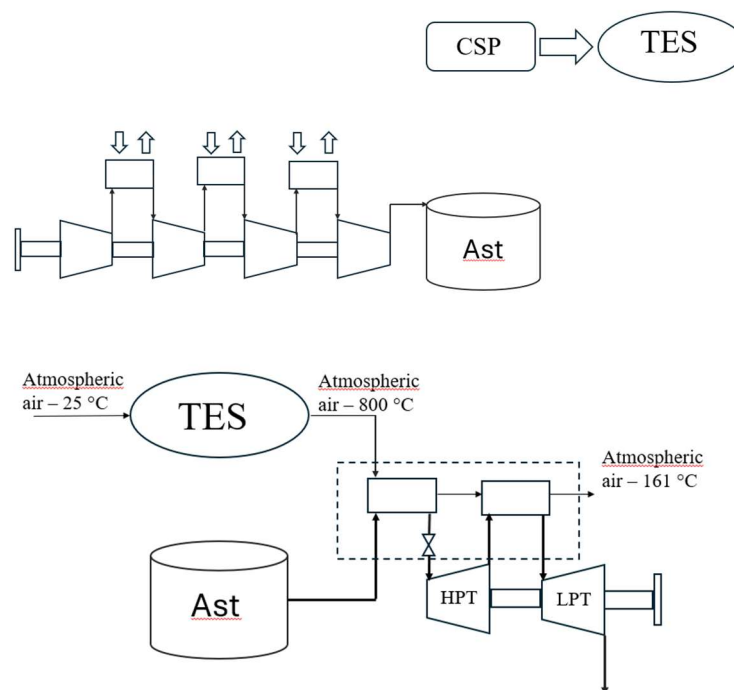 CSP
TES
Ast
Atmospheric
air – 25 °C
TES
Atmospheric
air – 800 °C
Atmospheric
air – 161 °C
Ast
HPT
LPT